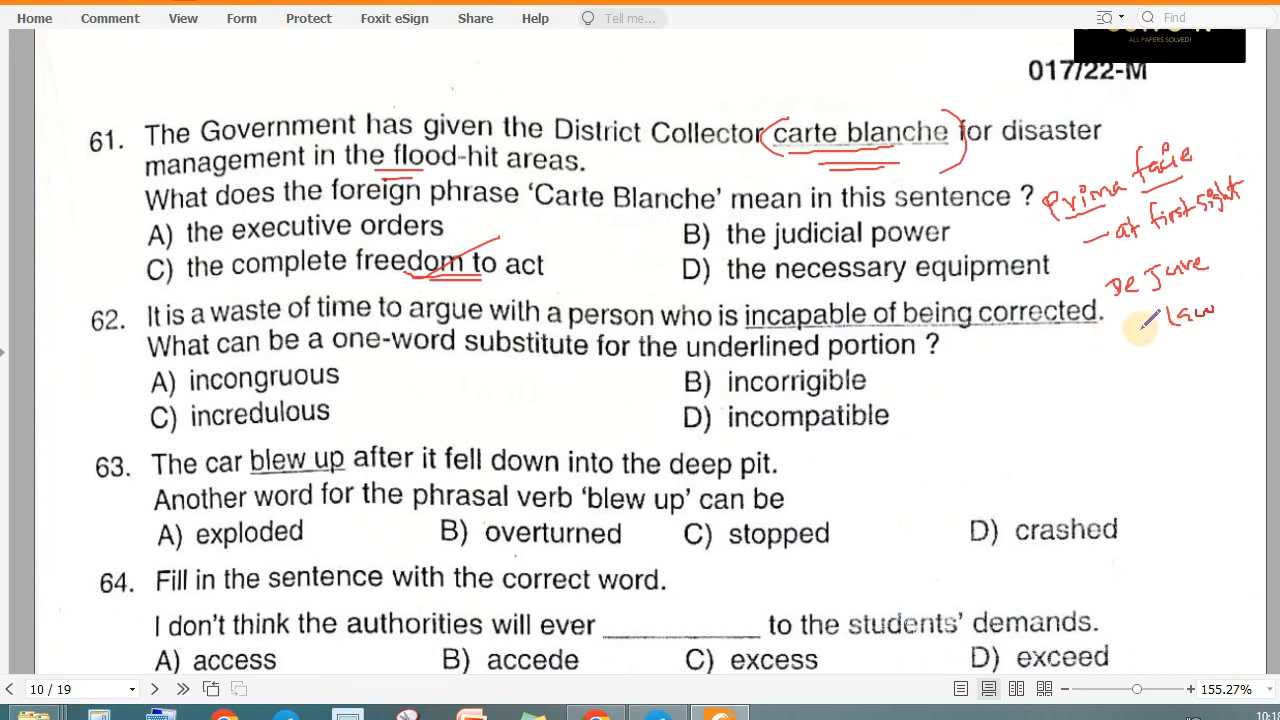 Home Comment View Form Protect Foxit eSign Share Help Tell me... Find
ALL PAPERS SOLVED!
017/22-M
61. The Government has given the District Collector carte blanche for disaster
management in the flood-hit areas.
What does the foreign phrase ‘Carte Blanche’ mean in this sentence ?
A) the executive orders B) the judicial power
C) the complete freedom to act D) the necessary equipment
Prima facie
– at first sight
De Jure
law
62. It is a waste of time to argue with a person who is incapable of being corrected.
What can be a one-word substitute for the underlined portion ?
A) incongruous B) incorrigible
C) incredulous D) incompatible
63. The car blew up after it fell down into the deep pit.
Another word for the phrasal verb ‘blew up’ can be
A) exploded B) overturned C) stopped D) crashed
64. Fill in the sentence with the correct word.
I don’t think the authorities will ever ____________ to the students’ demands.
A) access B) accede C) excess D) exceed
10 / 19 155.27%